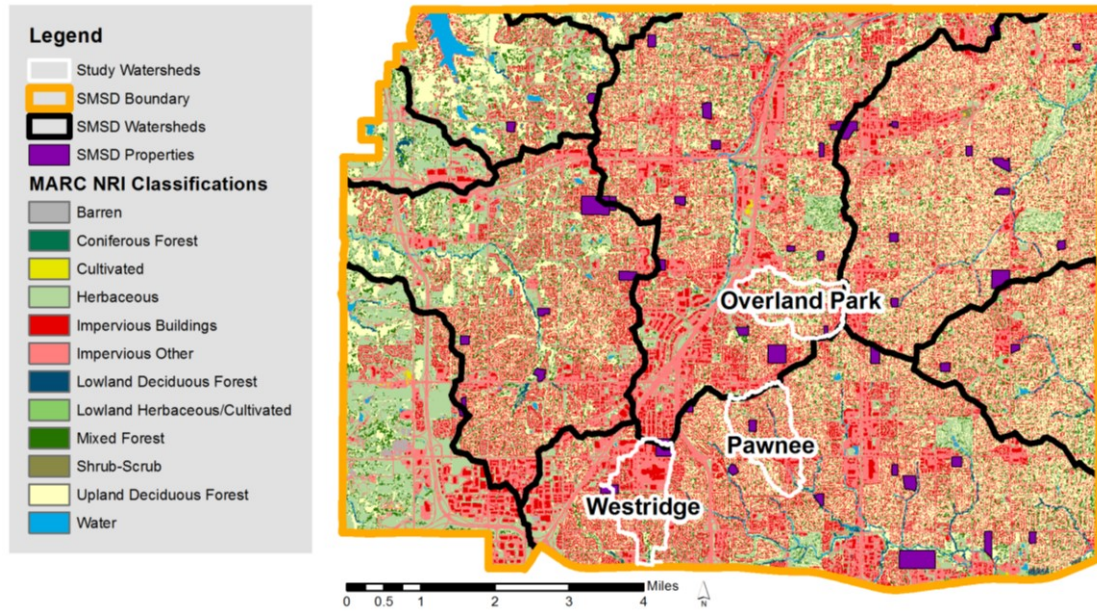 Legend
Study Watersheds
SMSD Boundary
SMSD Watersheds
SMSD Properties
MARC NRI Classifications
Barren
Coniferous Forest
Cultivated
Herbaceous
Impervious Buildings
Impervious Other
Lowland Deciduous Forest
Lowland Herbaceous/Cultivated
Mixed Forest
Shrub-Scrub
Upland Deciduous Forest
Water
Overland Park
Pawnee
Westridge
Miles
0 0.5 1 2 3 4
N